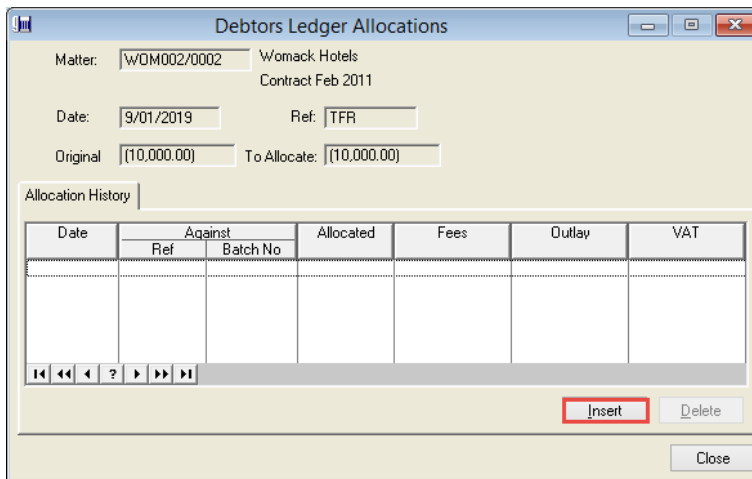 Debtors Ledger Allocations
Matter: WOM002/0002 Womack Hotels
Contract Feb 2011
Date: 9/01/2019 Ref: TFR
Original (10,000.00) To Allocate: (10,000.00)
Allocation History
Date Against Allocated Fees Outlay VAT
Ref Batch No
?
Insert Delete
Close